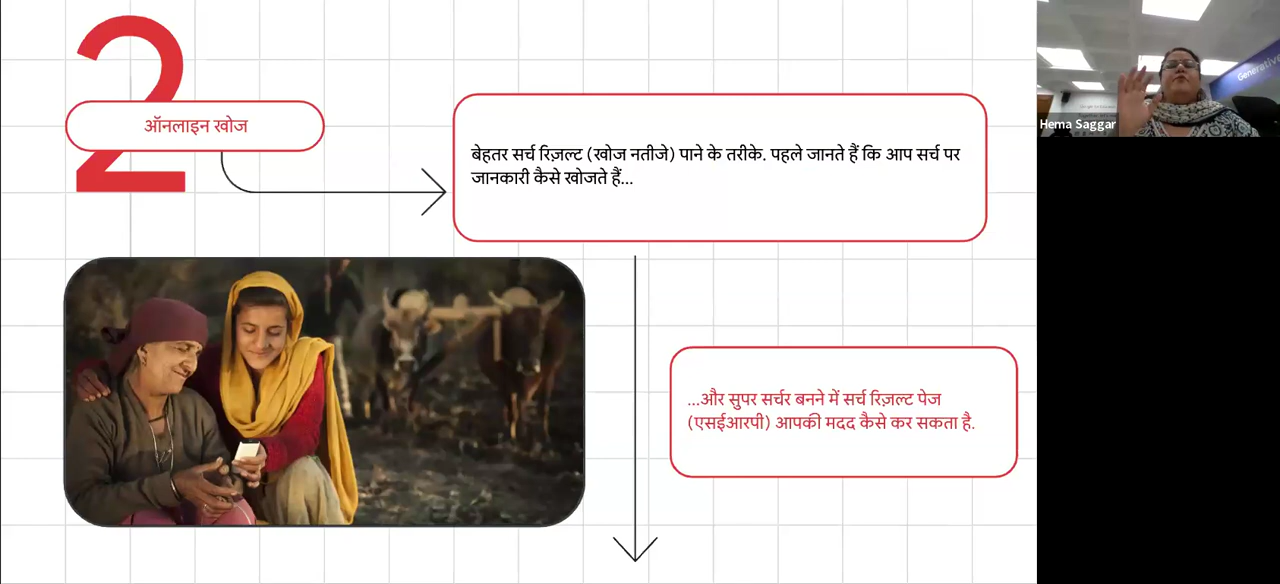 2
ऑनलाइन खोज
बेहतर सर्च रिज़ल्ट (खोज नतीजे) पाने के तरीके. पहले जानते हैं कि आप सर्च पर
जानकारी कैसे खोजते हैं...
...और सुपर सर्चर बनने में सर्च रिज़ल्ट पेज
(एसईआरपी) आपकी मदद कैसे कर सकता है.
Generative
Hema Saggar